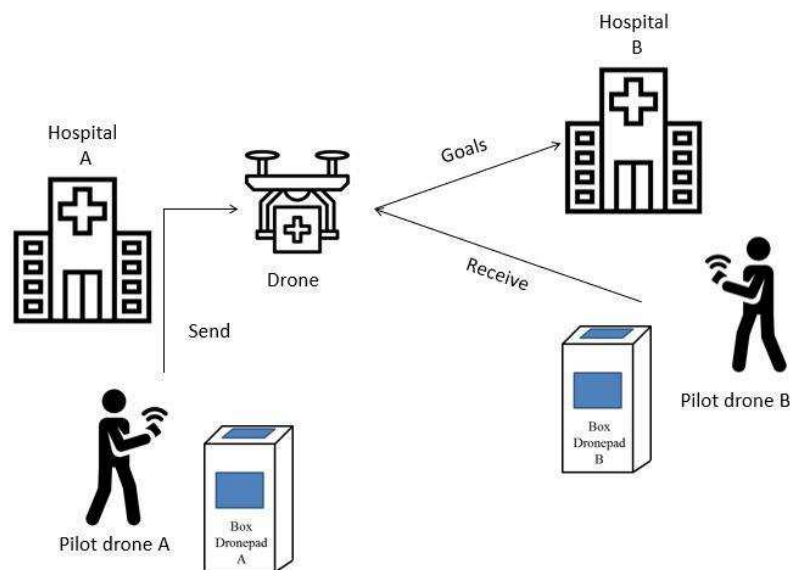 Hospital
A
Hospital
B
Goals
Drone
Receive
Send
Pilot drone B
Box
Dronepad
B
Pilot drone A
Box
Dronepad
A